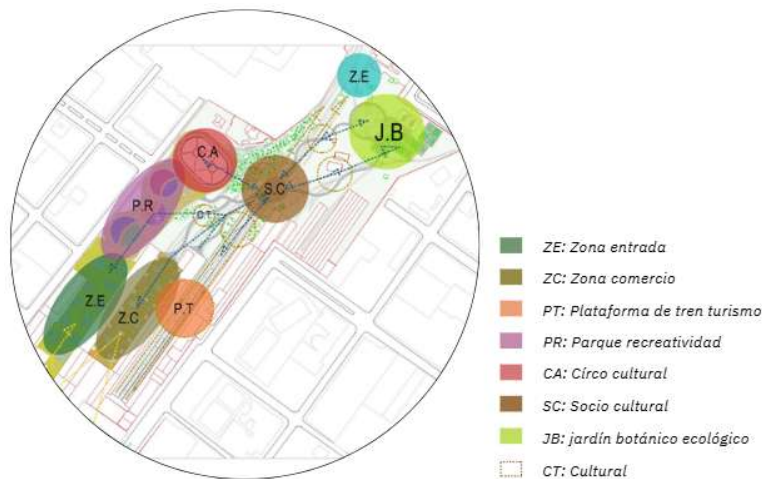 Z.E
J.B
C.A
S.C
P.R
C.T
Z.E
Z.C
P.T
ZE: Zona entrada
ZC: Zona comercio
PT: Plataforma de tren turismo
PR: Parque recreatividad
CA: Círco cultural
SC: Socio cultural
JB: jardín botánico ecológico
CT: Cultural